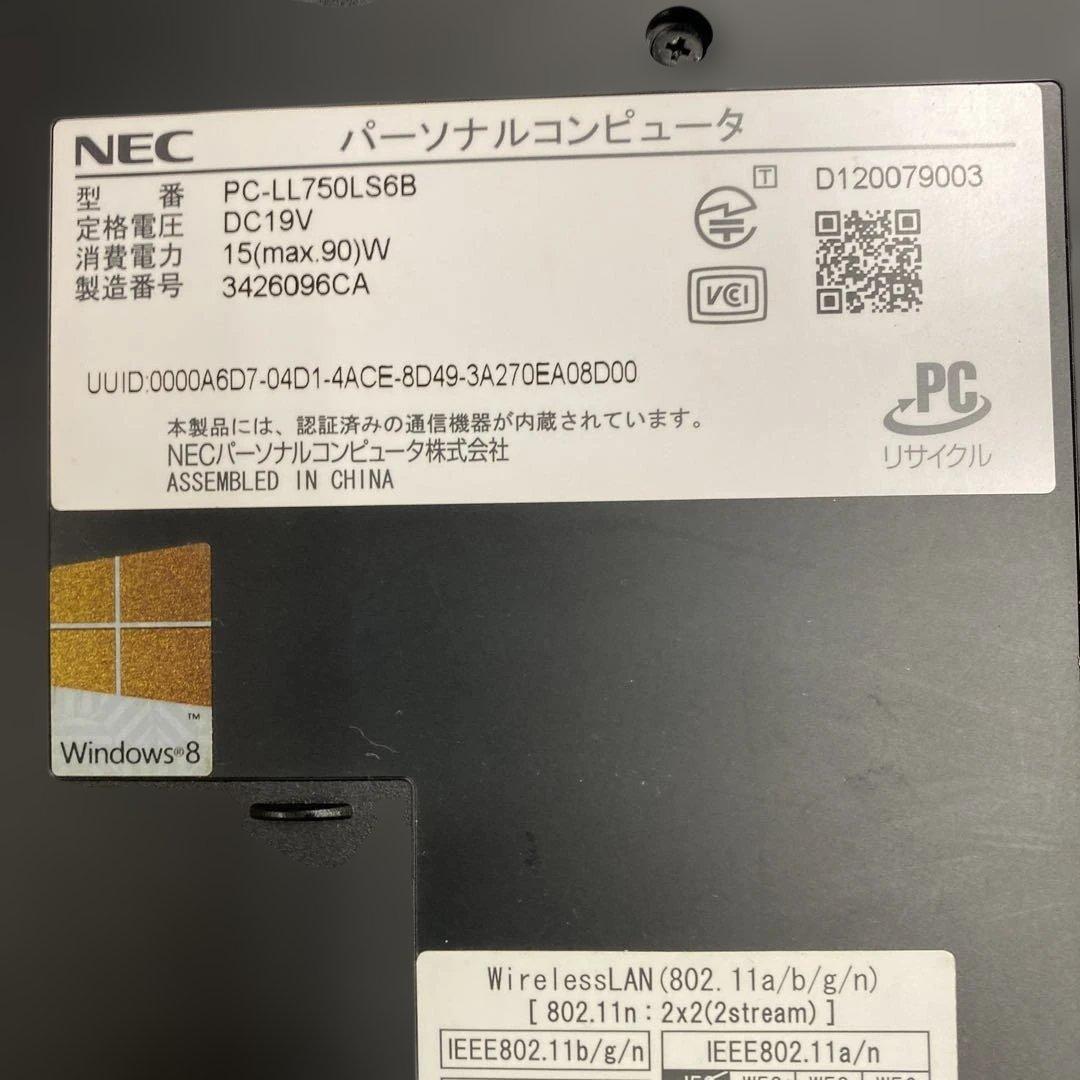 NEC パーソナルコンピュータ
型 番 PC-LL750LS6B
定格電圧 DC19V
消費電力 15(max.90)W
製造番号 3426096CA
T D120079003
VCI
UUID:0000A6D7-04D1-4ACE-8D49-3A270EA08D00
本製品には、認証済みの通信機器が内蔵されています。
NECパーソナルコンピュータ株式会社
ASSEMBLED IN CHINA
PC
リサイクル
TM
Windows®8
WirelessLAN(802.11a/b/g/n)
[ 802.11n : 2x2(2stream) ]
IEEE802.11b/g/n IEEE802.11a/n